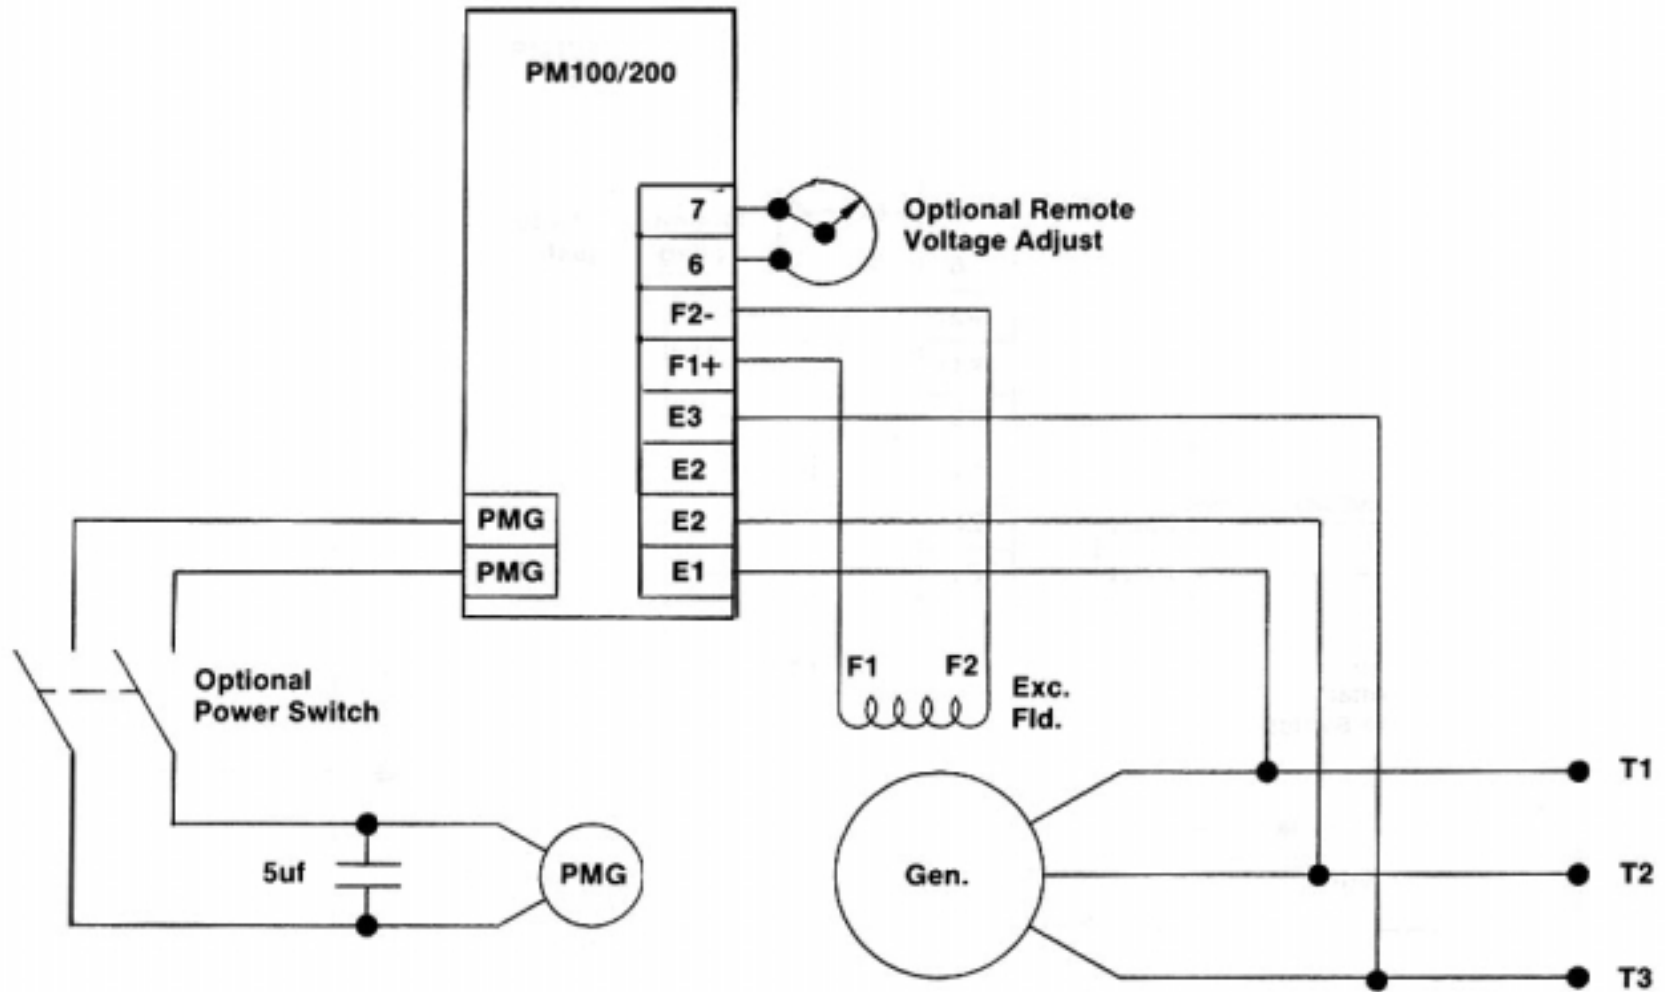 PM100/200
7
6
F2-
F1+
E3
E2
E2
E1
PMG
PMG
Optional Remote
Voltage Adjust
Optional
Power Switch
F1
F2
Exc.
Fld.
5uf
PMG
Gen.
T1
T2
T3